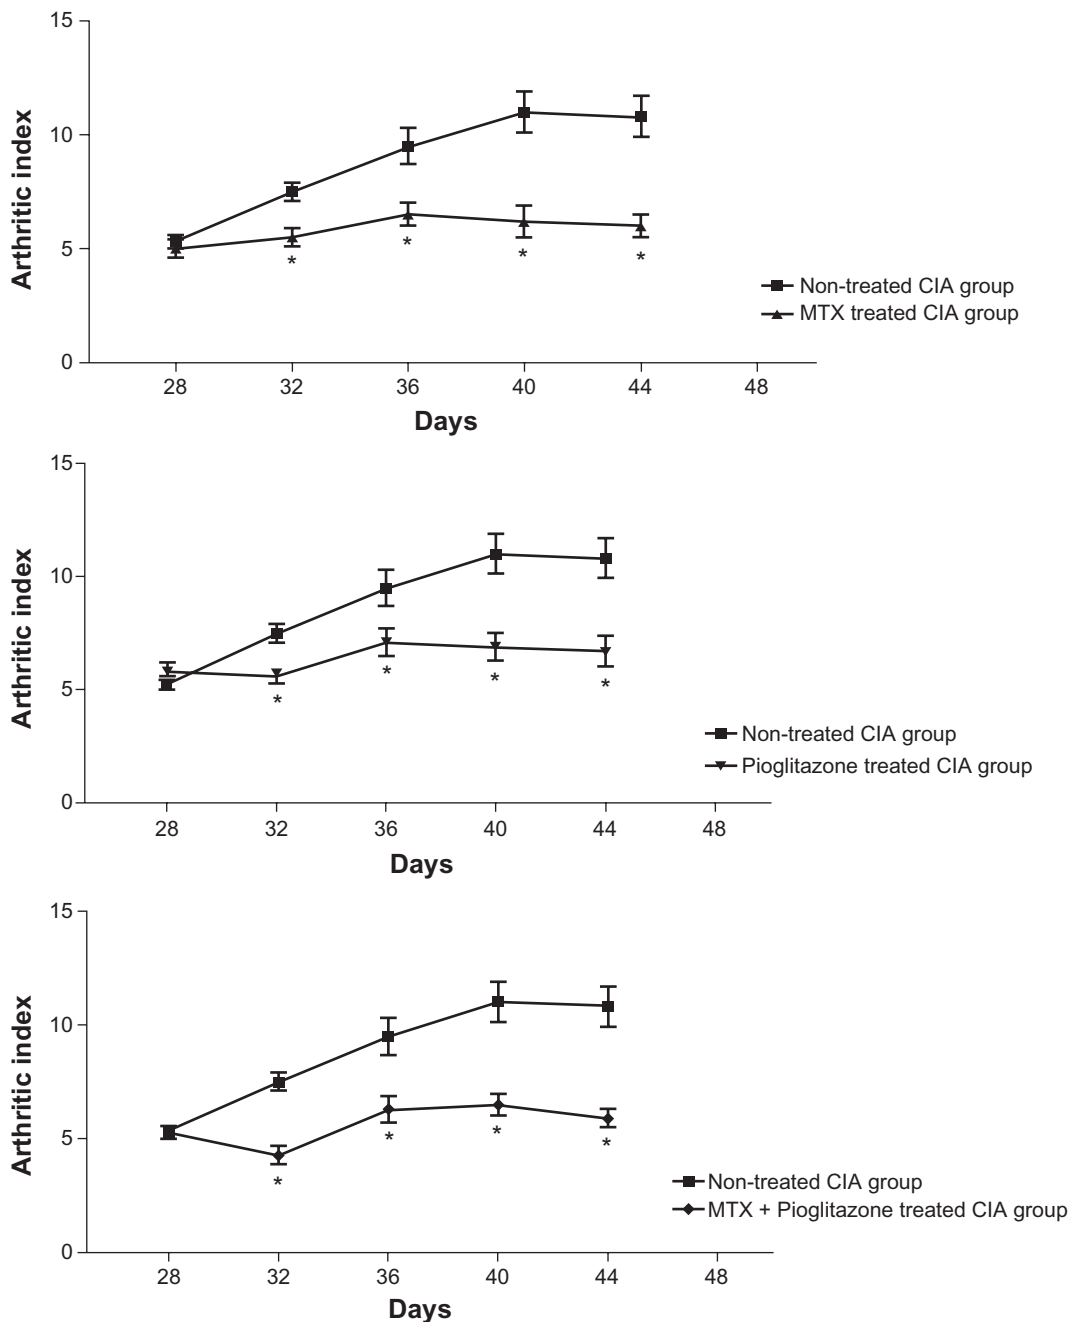 15
10
5
0
Arthritic index
*
*
*
*
Non-treated CIA group
MTX treated CIA group
28 32 36 40 44 48
Days
15
10
5
0
Arthritic index
*
*
*
*
Non-treated CIA group
Pioglitazone treated CIA group
28 32 36 40 44 48
Days
15
10
5
0
Arthritic index
*
*
*
*
Non-treated CIA group
MTX + Pioglitazone treated CIA group
28 32 36 40 44 48
Days